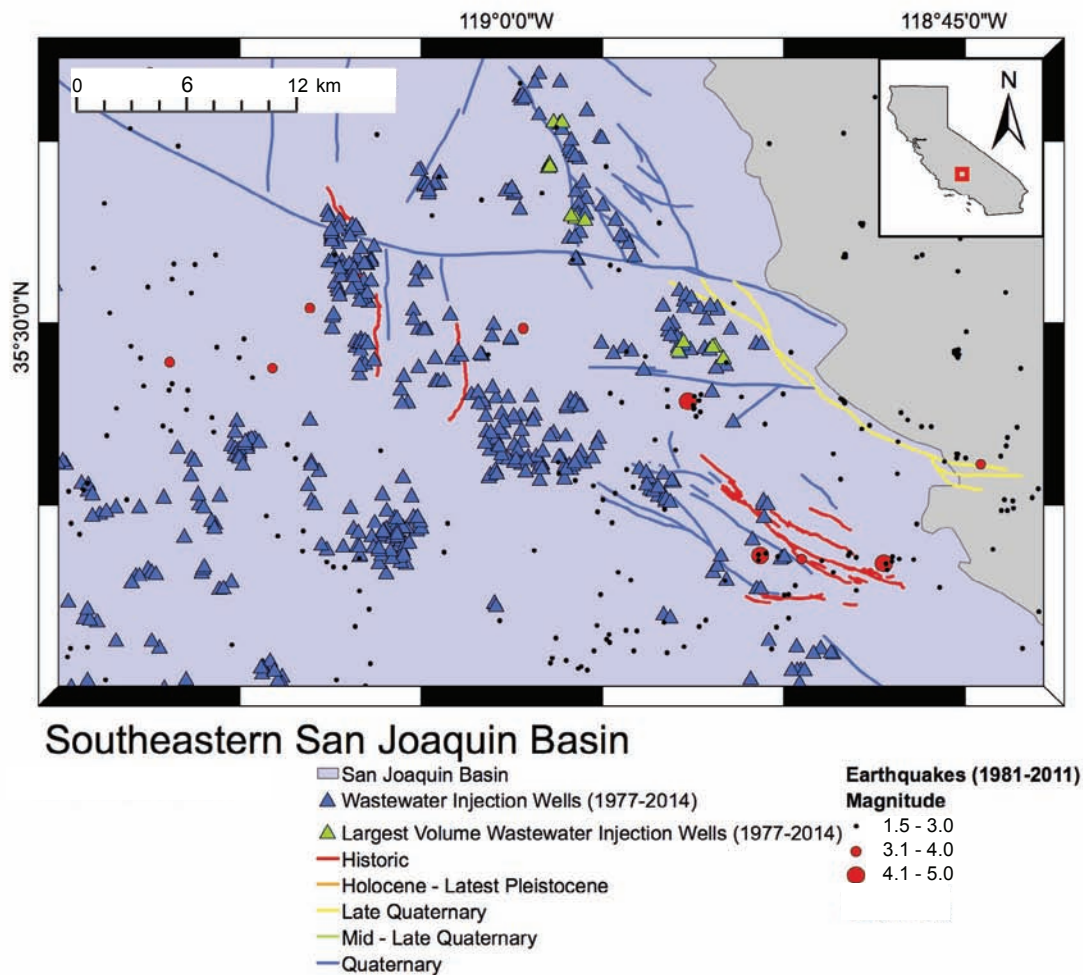 119°0'0"W 118°45'0"W
0 6 12 km
N
35°30'0"N
Southeastern San Joaquin Basin
San Joaquin Basin
Wastewater Injection Wells (1977-2014)
Largest Volume Wastewater Injection Wells (1977-2014)
Historic
Holocene - Latest Pleistocene
Late Quaternary
Mid - Late Quaternary
Quaternary
Earthquakes (1981-2011)
Magnitude
1.5 - 3.0
3.1 - 4.0
4.1 - 5.0